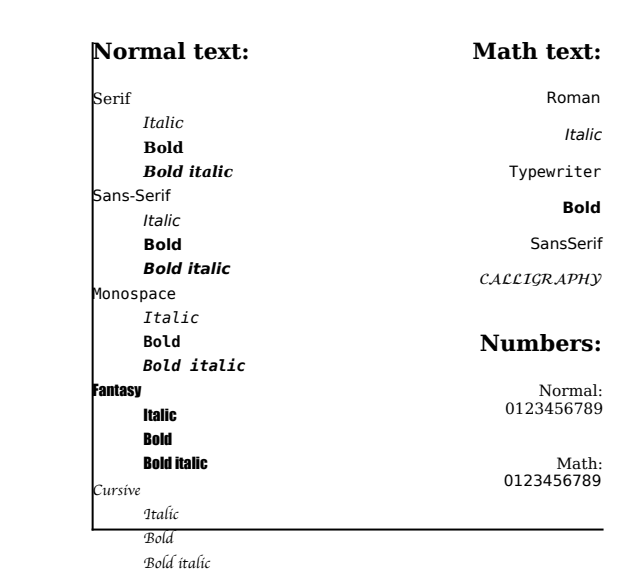 Normal text:
Serif
Italic
Bold
Bold italic
Sans-Serif
Italic
Bold
Bold italic
Monospace
Italic
Bold
Bold italic
Fantasy
Italic
Bold
Bold italic
Cursive
Italic
Bold
Bold italic
Math text:
Roman
Italic
Typewriter
Bold
SansSerif
CALLIGRAPHY
Numbers:
Normal:
0123456789
Math:
0123456789